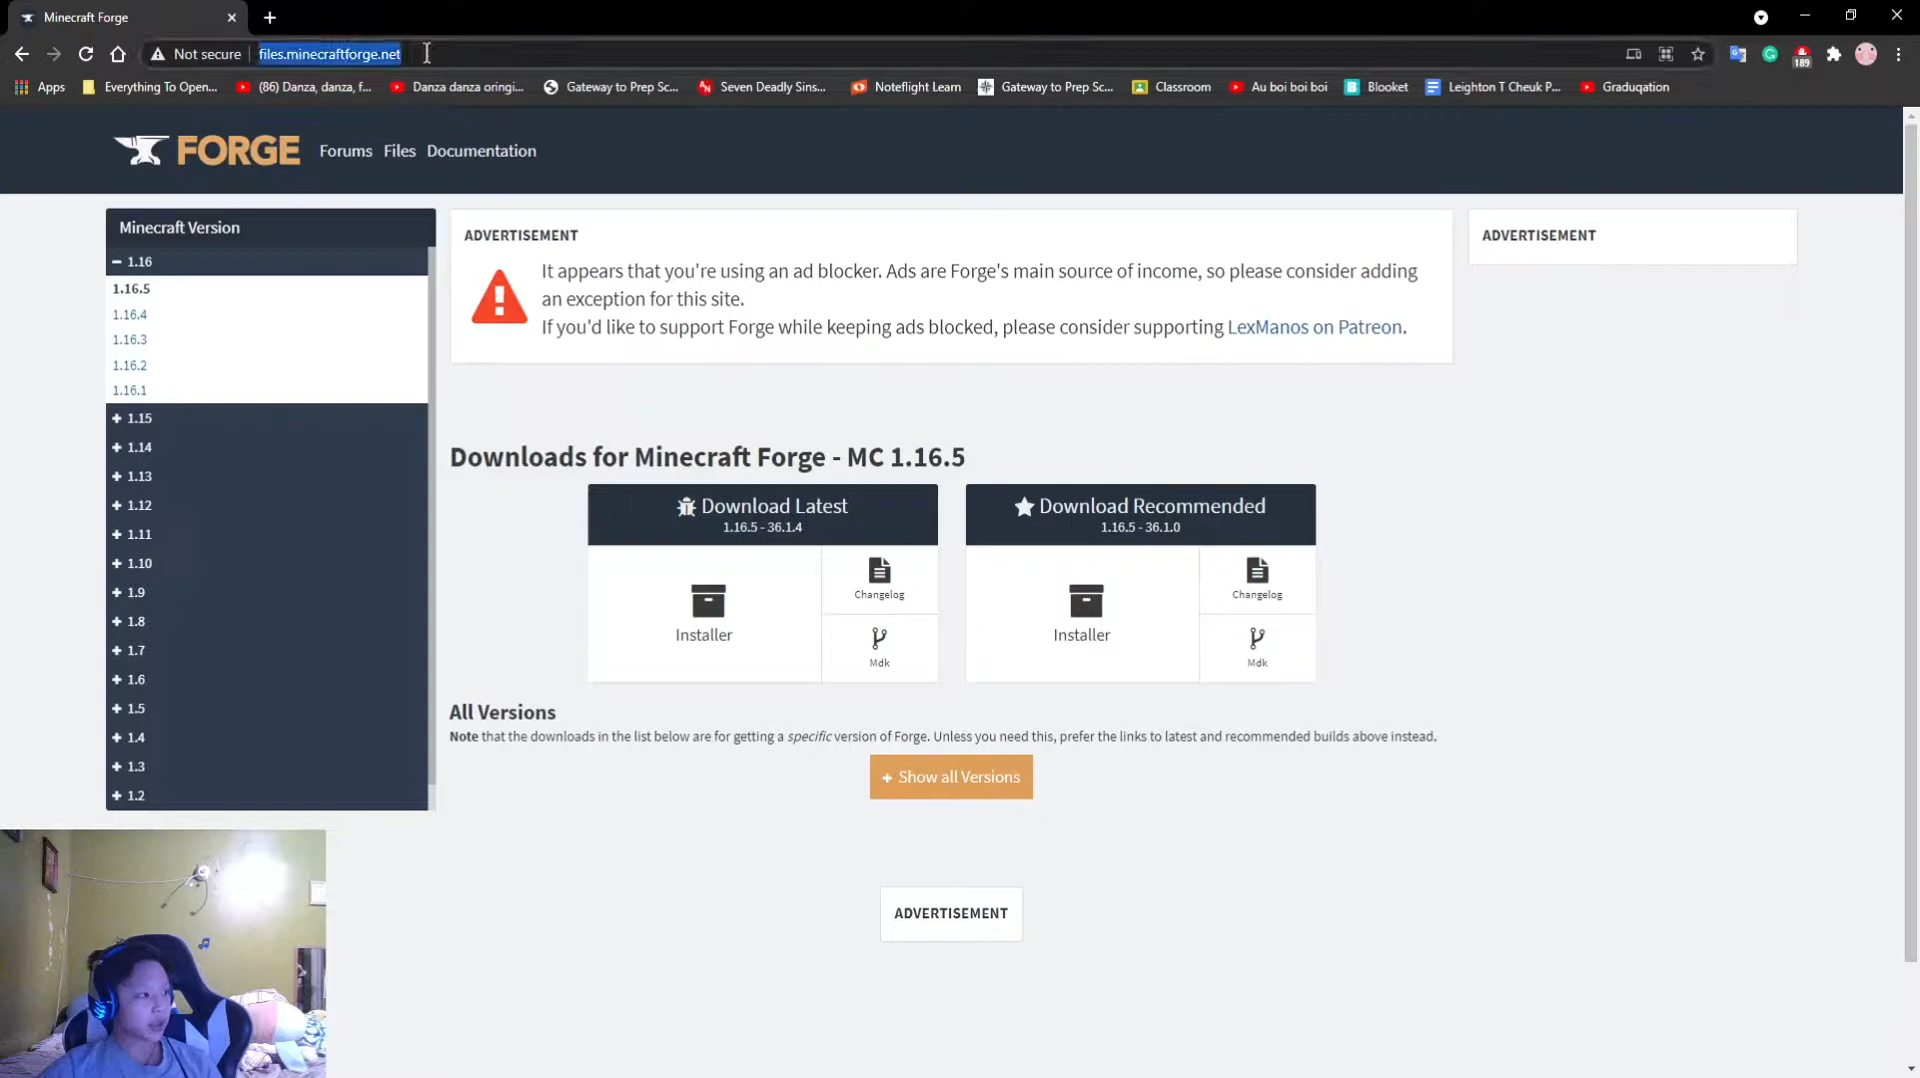 Minecraft Forge
Not secure files.minecraftforge.net
189
Apps Everything To Open... (86) Danza, danza, f... Danza danza oringi... Gateway to Prep Sc... Seven Deadly Sins... Noteflight Learn Gateway to Prep Sc... Classroom Au boi boi boi Blooket Leighton T Cheuk P... Graduqation
FORGE Forums Files Documentation
Minecraft Version
1.16
1.16.5
1.16.4
1.16.3
1.16.2
1.16.1
1.15
1.14
1.13
1.12
1.11
1.10
1.9
1.8
1.7
1.6
1.5
1.4
1.3
1.2
ADVERTISEMENT
It appears that you're using an ad blocker. Ads are Forge's main source of income, so please consider adding
an exception for this site.
If you'd like to support Forge while keeping ads blocked, please consider supporting LexManos on Patreon.
ADVERTISEMENT
Downloads for Minecraft Forge - MC 1.16.5
Download Latest
1.16.5 - 36.1.4
Installer
Changelog
Mdk
Download Recommended
1.16.5 - 36.1.0
Installer
Changelog
Mdk
All Versions
Note that the downloads in the list below are for getting a specific version of Forge. Unless you need this, prefer the links to latest and recommended builds above instead.
Show all Versions
ADVERTISEMENT